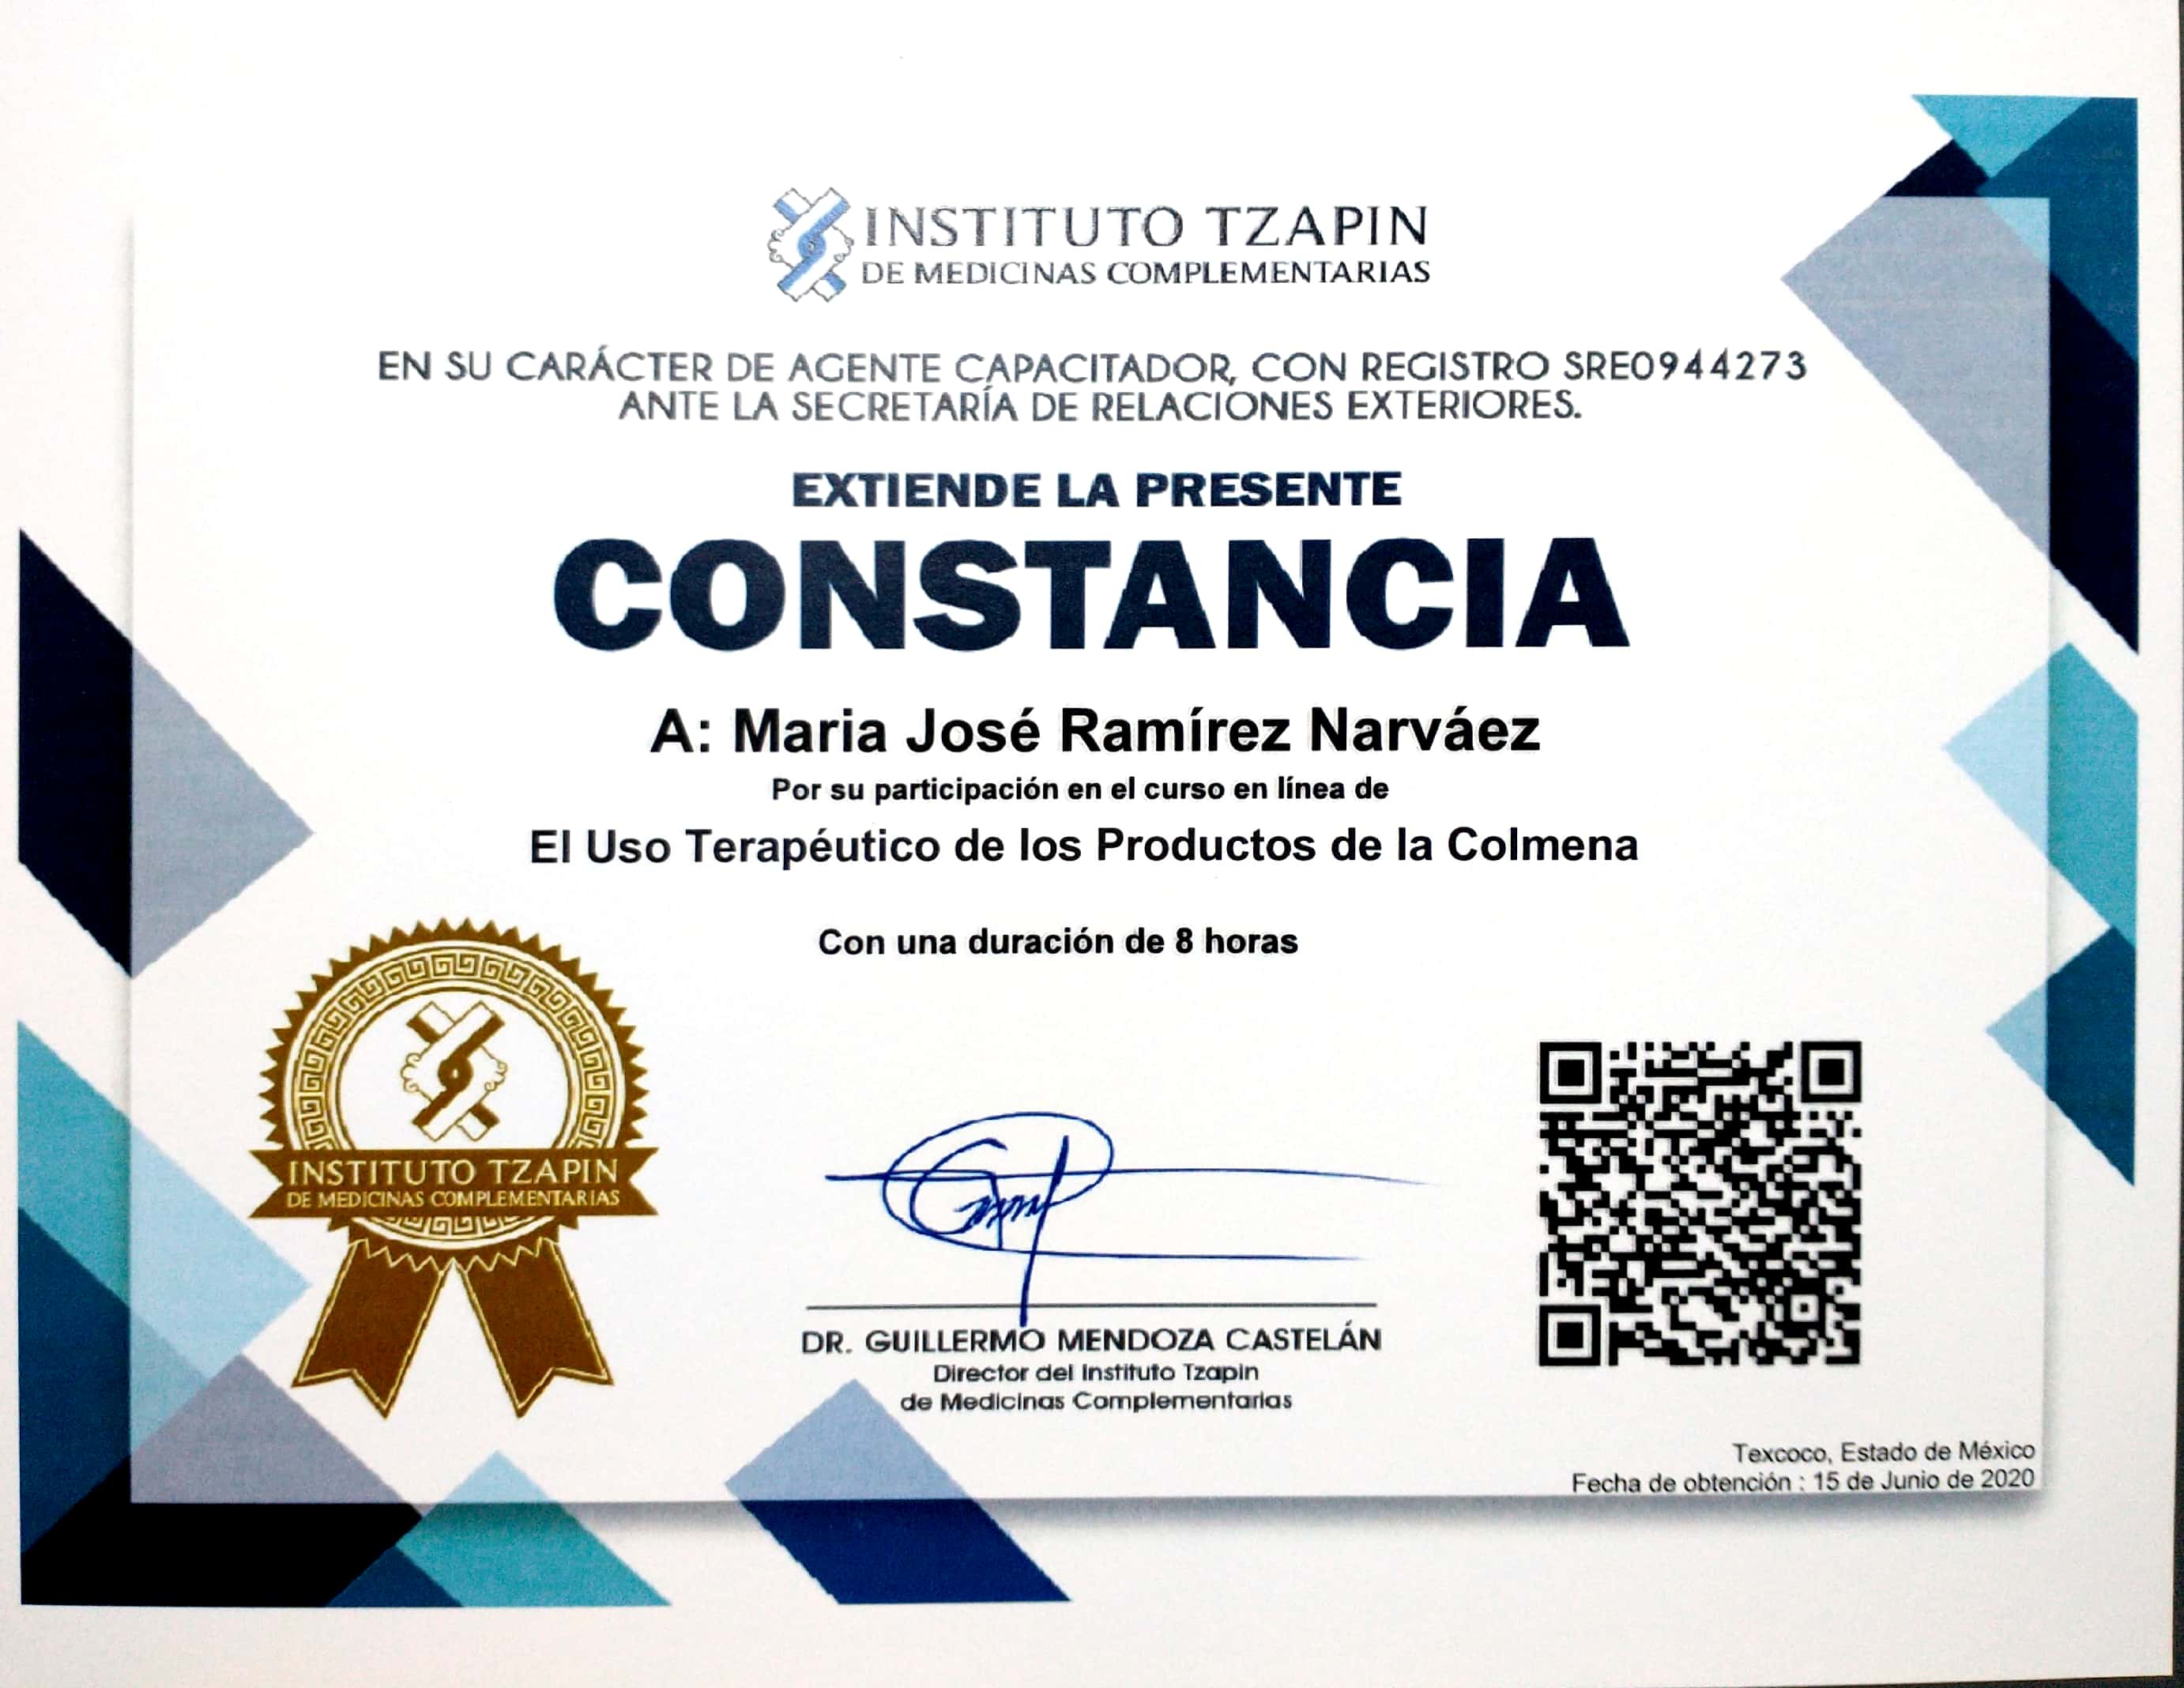 INSTITUTO TZAPIN
DE MEDICINAS COMPLEMENTARIAS
EN SU CARÁCTER DE AGENTE CAPACITADOR, CON REGISTRO SRE0944273
ANTE LA SECRETARÍA DE RELACIONES EXTERIORES.
EXTIENDE LA PRESENTE
CONSTANCIA
A: Maria José Ramírez Narváez
Por su participación en el curso en línea de
El Uso Terapéutico de los Productos de la Colmena
Con una duración de 8 horas
INSTITUTO TZAPIN
DE MEDICINAS COMPLEMENTARIAS
DR. GUILLERMO MENDOZA CASTELÁN
Director del Instituto Tzapin
de Medicinas Complementarias
Texcoco, Estado de México
Fecha de obtención : 15 de Junio de 2020